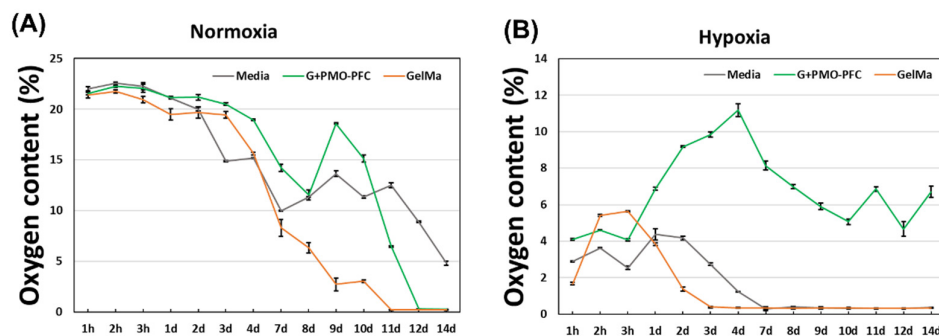 (A)
Normoxia
Oxygen content (%)
25
20
15
10
5
0
Media
G+PMO-PFC
GelMa
1h 2h 3h 1d 2d 3d 4d 7d 8d 9d 10d 11d 12d 14d
(B)
Hypoxia
Oxygen content (%)
14
12
10
8
6
4
2
0
Media
G+PMO-PFC
GelMa
1h 2h 3h 1d 2d 3d 4d 7d 8d 9d 10d 11d 12d 14d